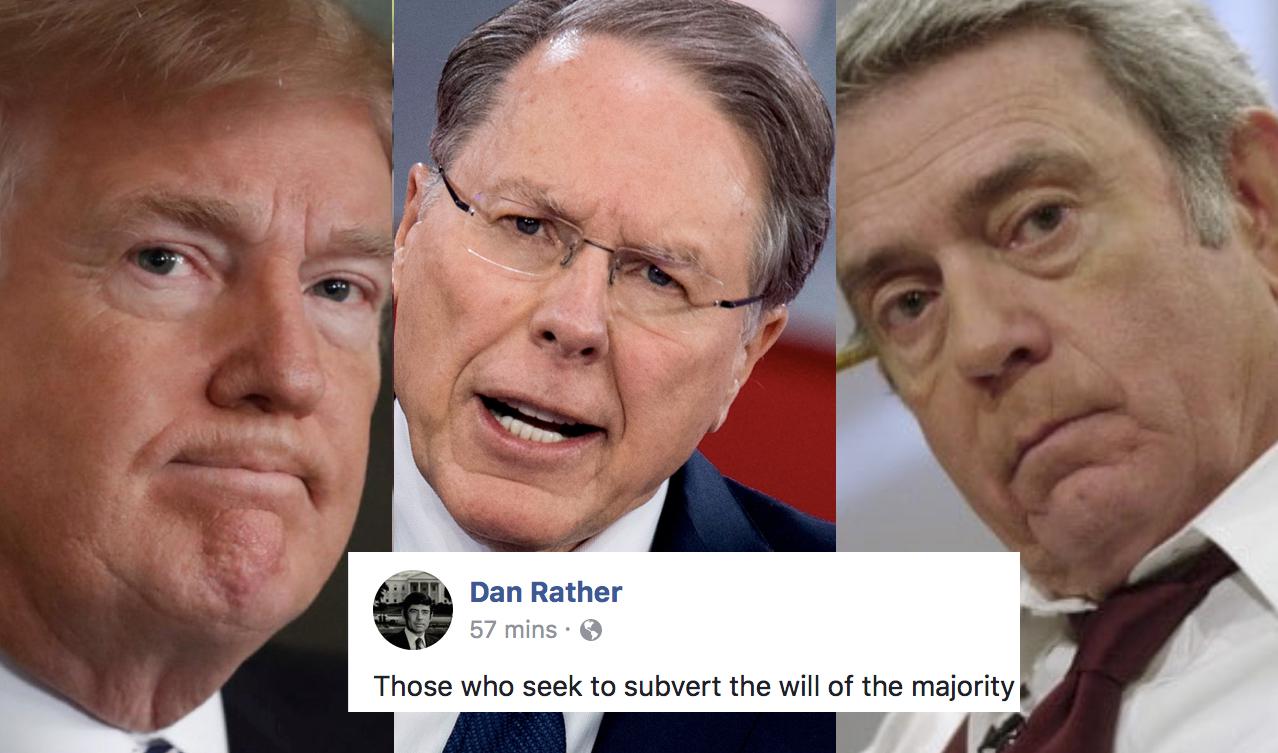 Dan Rather
57 mins ·
Those who seek to subvert the will of the majority